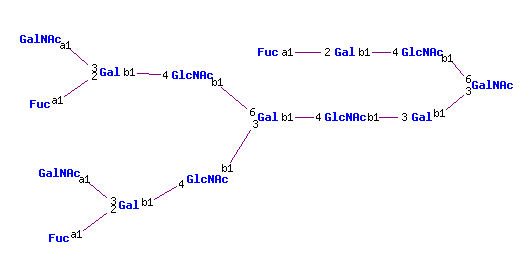 GalNAc a1
Fuc a1 2 Gal b1 4 GlcNAc b1
3 2 Gal b1 4 GlcNAc b1
6 3 GalNAc
Fuc a1
6 3 Gal b1 4 GlcNAc b1 3 Gal b1
GalNAc a1
b1
4 GlcNAc
3 2 Gal b1
Fuc a1